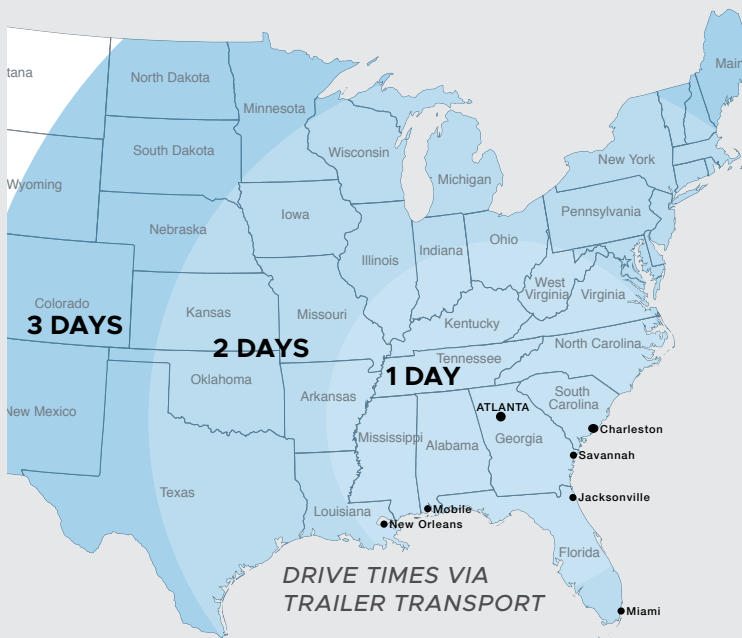 tana
North Dakota
Minnesota
Main
South Dakota
Wisconsin
Michigan
New York
Wyoming
Nebraska
Iowa
Illinois
Indiana
Ohio
Pennsylvania
Colorado
3 DAYS
Kansas
2 DAYS
Missouri
Kentucky
West
Virginia
Virginia
Oklahoma
Arkansas
Tennessee
1 DAY
North Carolina
South
Carolina
New Mexico
Mississippi
Alabama
ATLANTA
Georgia
Charleston
Savannah
Texas
Louisiana
Mobile
New Orleans
Jacksonville
Florida
Miami
DRIVE TIMES VIA
TRAILER TRANSPORT